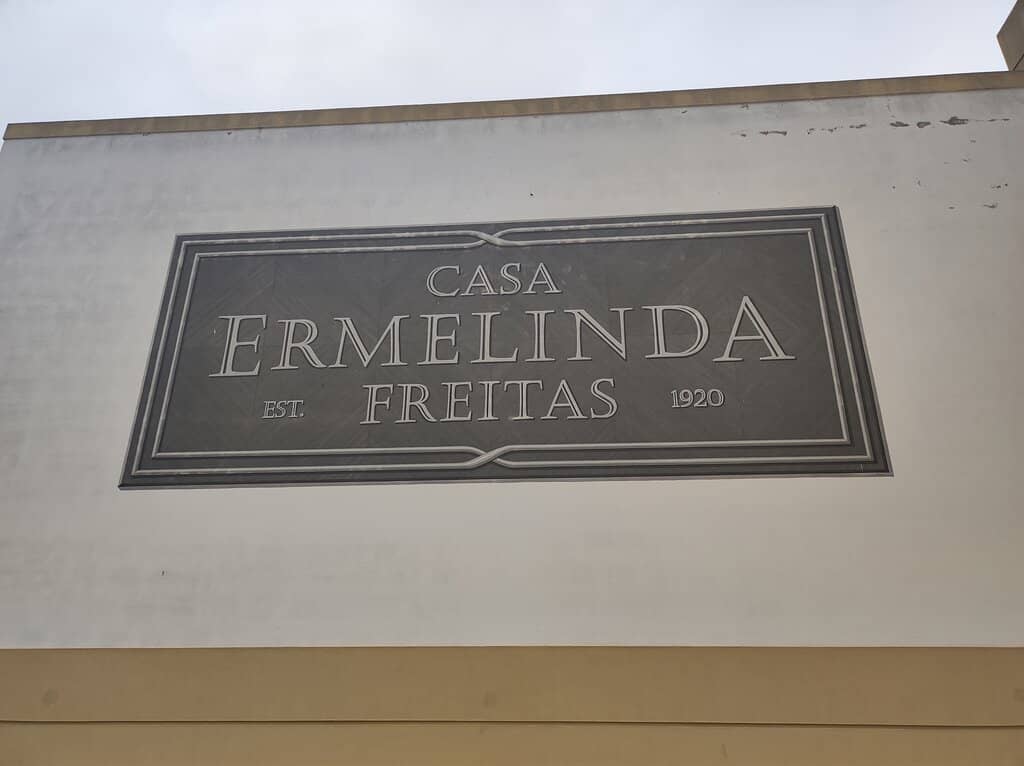 CASA
ERMELINDA
FREITAS
EST. 1920